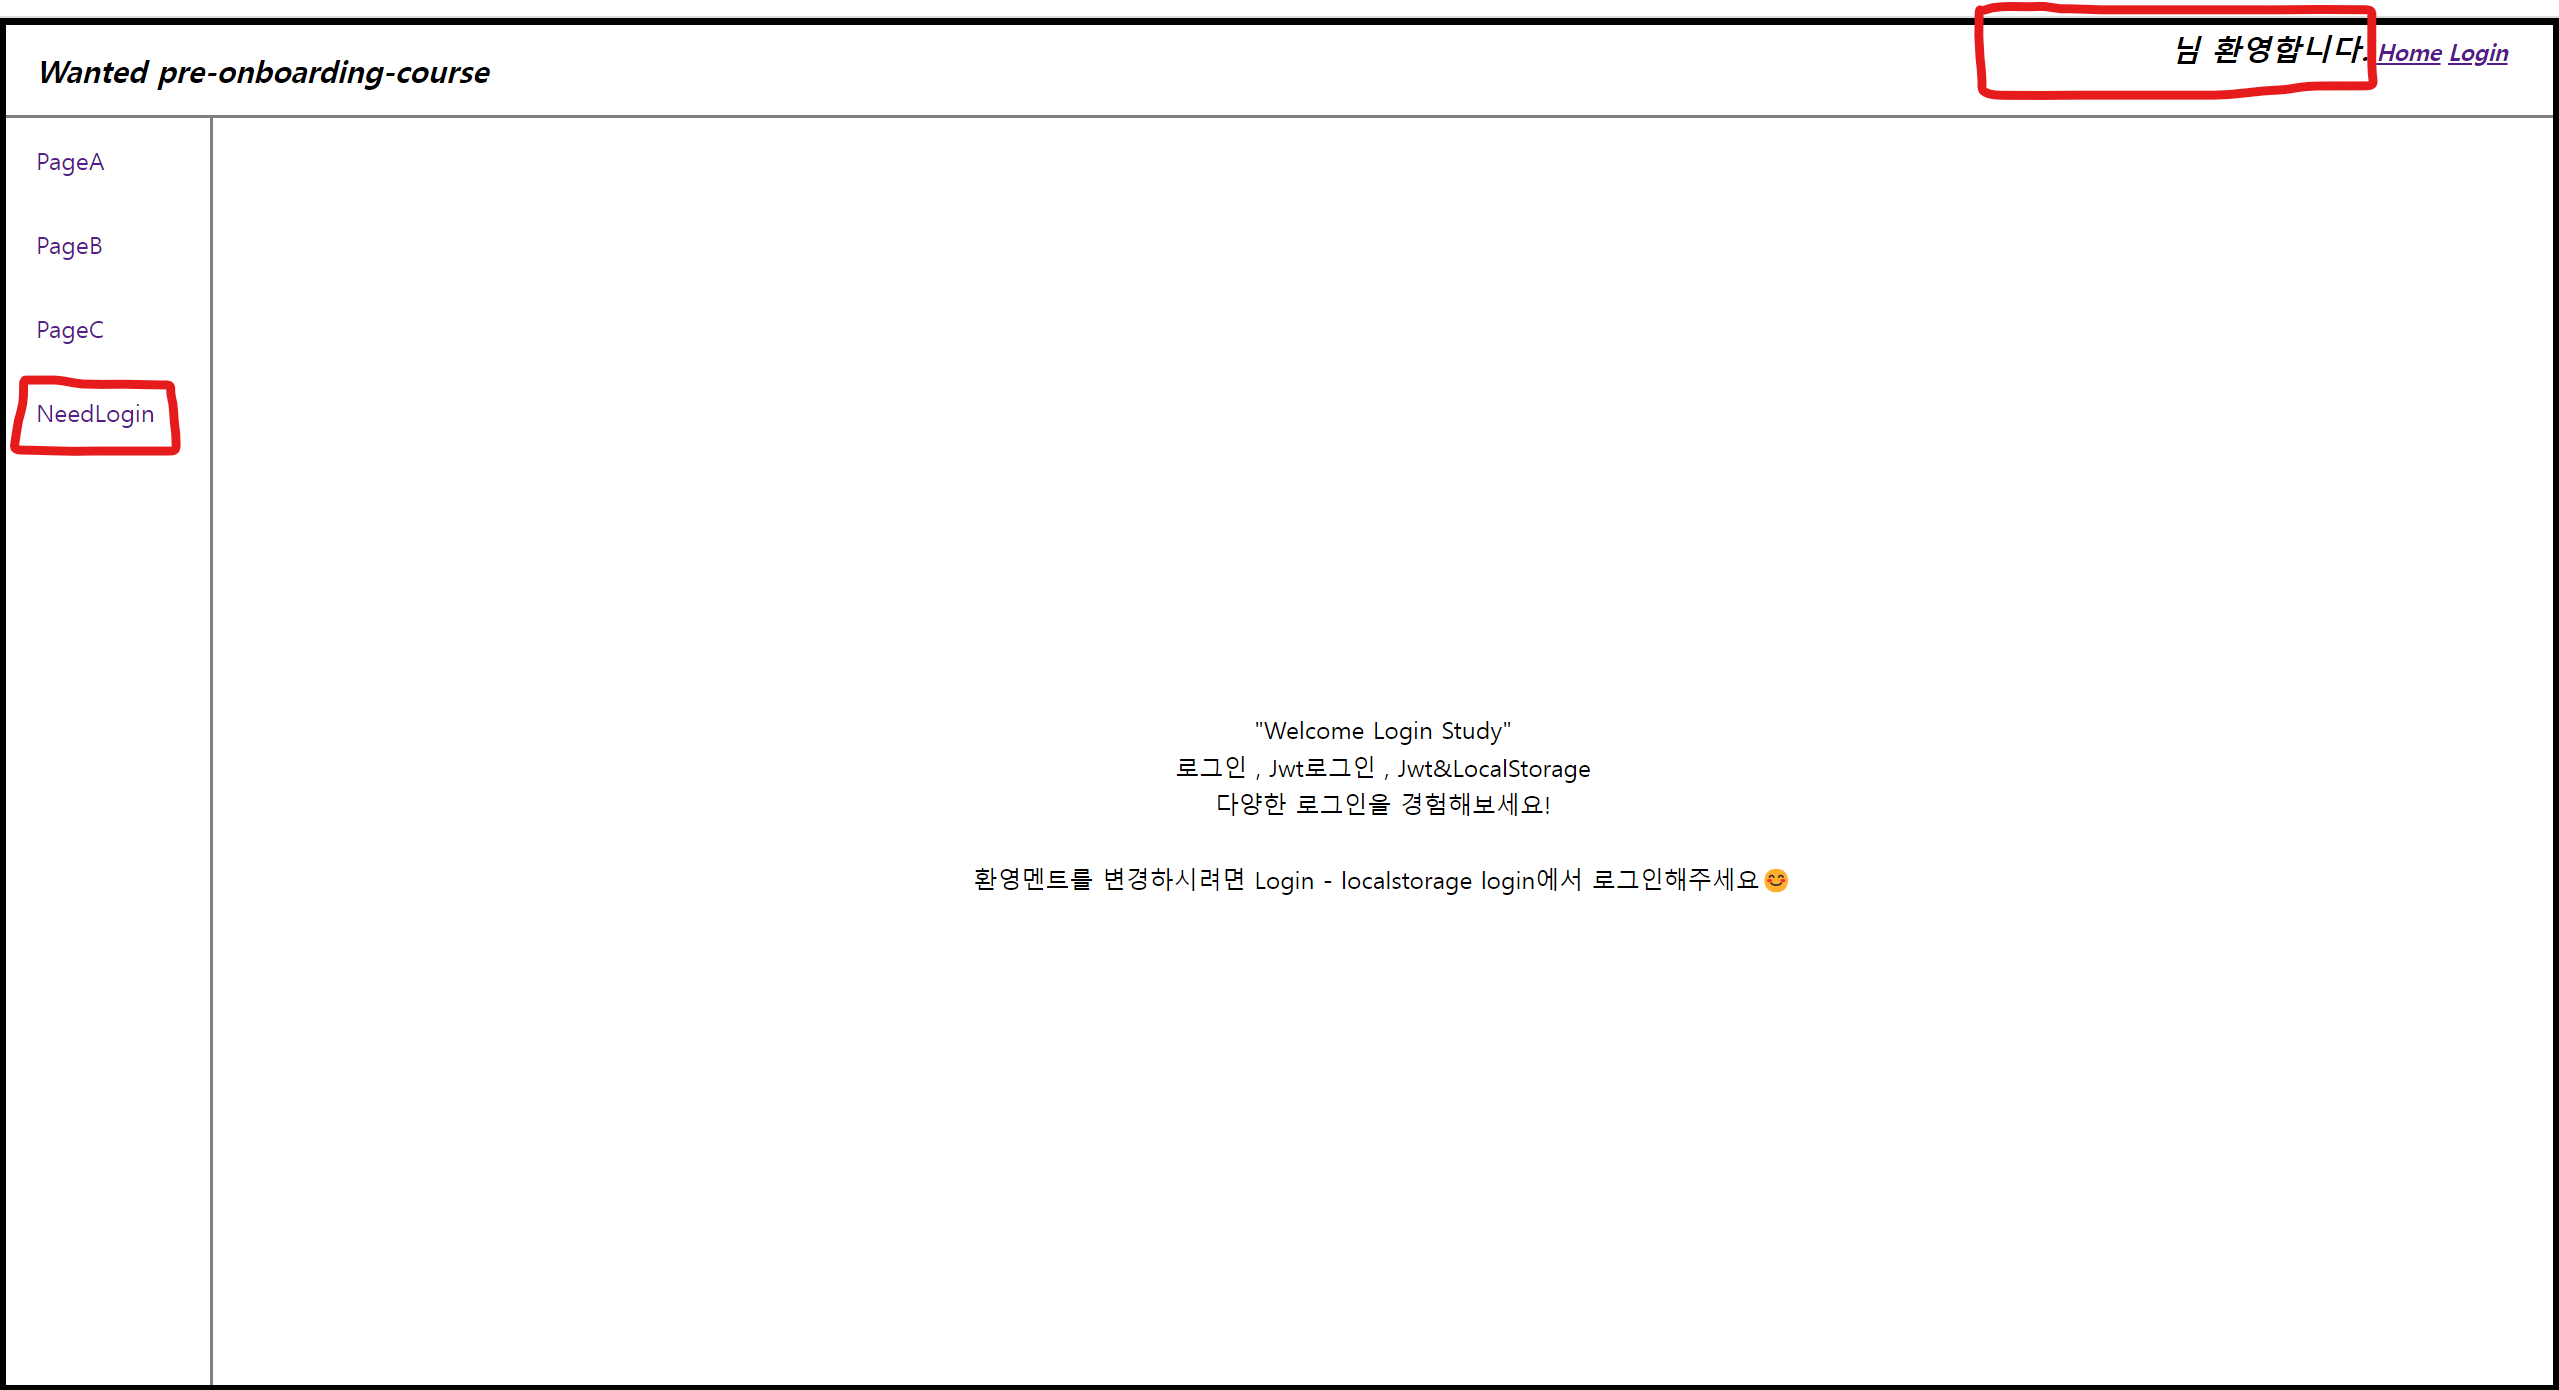 Wanted pre-onboarding-course
님 환영합니다. Home Login
PageA
PageB
PageC
NeedLogin
"Welcome Login Study"
로그인 , Jwt로그인 , Jwt&LocalStorage
다양한 로그인을 경험해보세요!
환영멘트를 변경하시려면 Login - localstorage login에서 로그인해주세요😊